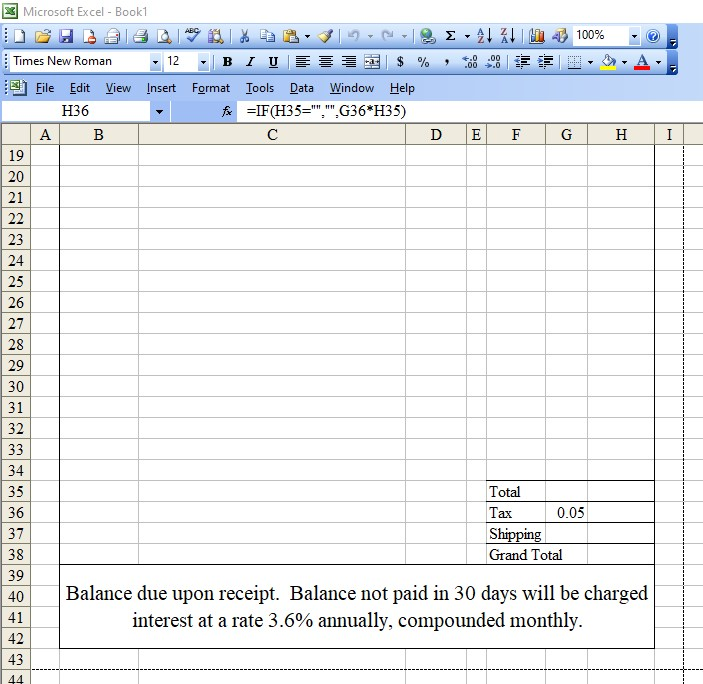 Microsoft Excel - Book1
ABC Σ A Z Z A 100% ?
Times New Roman 12 B I U a $ % , .0 .00 .00 .0 A
File Edit View Insert Format Tools Data Window Help
H36 fx =IF(H35="","",G36*H35)
A B C D E F G H I
19
20
21
22
23
24
25
26
27
28
29
30
31
32
33
34
35 Total
36 Tax 0.05
37 Shipping
38 Grand Total
39
40 Balance due upon receipt. Balance not paid in 30 days will be charged
41 interest at a rate 3.6% annually, compounded monthly.
42
43
44